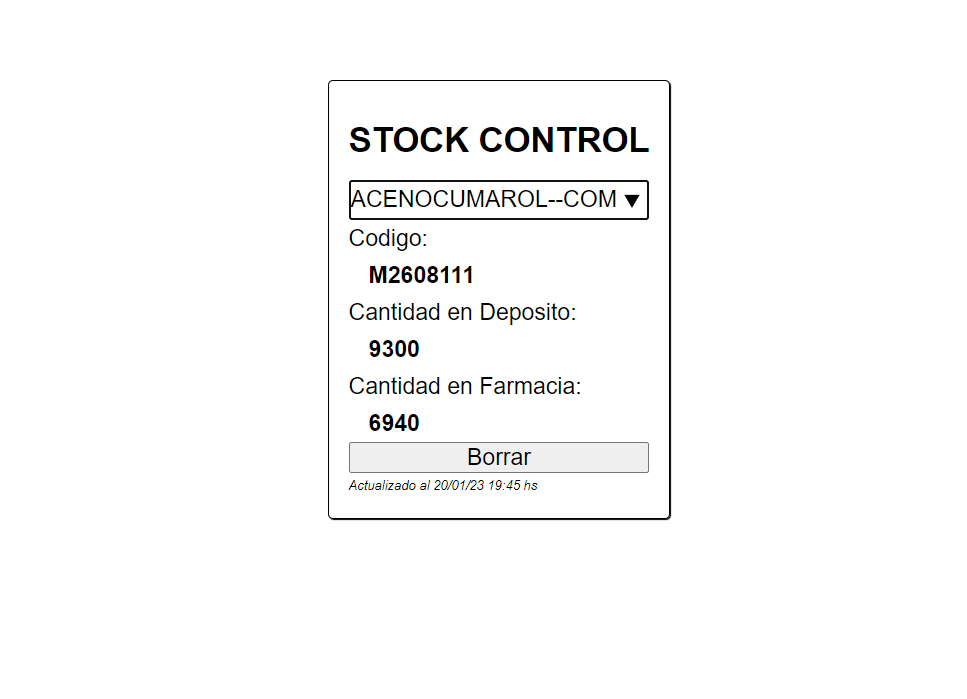 STOCK CONTROL
ACENOCUMAROL--COM
Codigo:
M2608111
Cantidad en Deposito:
9300
Cantidad en Farmacia:
6940
Borrar
Actualizado al 20/01/23 19:45 hs